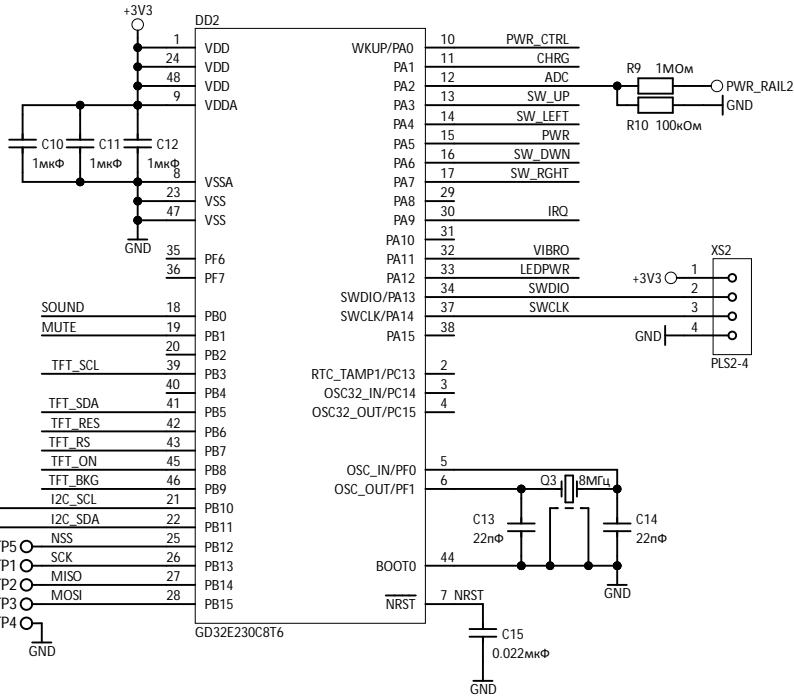 +3V3
DD2
1 VDD
24 VDD
48 VDD
9 VDDA
C10 1мкФ
C11 1мкФ
C12 1мкФ
8 VSSA
23 VSS
47 VSS
GND
35 PF6
36 PF7
SOUND 18 PB0
MUTE 19 PB1
20 PB2
TFT_SCL 39 PB3
40 PB4
TFT_SDA 41 PB5
TFT_RES 42 PB6
TFT_RS 43 PB7
TFT_ON 45 PB8
TFT_BKG 46 PB9
I2C_SCL 21 PB10
I2C_SDA 22 PB11
TP5 NSS 25 PB12
TP1 SCK 26 PB13
TP2 MISO 27 PB14
TP3 MOSI 28 PB15
TP4
GND
GD32E230C8T6
WKUP/PA0 10 PWR_CTRL
PA1 11 CHRG
PA2 12 ADC
PA3 13 SW_UP
PA4 14 SW_LEFT
PA5 15 PWR
PA6 16 SW_DWN
PA7 17 SW_RGHT
PA8 29
PA9 30 IRQ
PA10 31
PA11 32 VIBRO
PA12 33 LEDPWR
SWDIO/PA13 34 SWDIO
SWCLK/PA14 37 SWCLK
PA15 38
RTC_TAMP1/PC13 2
OSC32_IN/PC14 3
OSC32_OUT/PC15 4
OSC_IN/PF0 5
OSC_OUT/PF1 6
BOOT0 44
NRST 7 NRST
R9 1МОм
PWR_RAIL2
GND
R10 100кОм
XS2
+3V3 1
2
3
GND 4
PLS2-4
Q3 8МГц
C13 22пФ
C14 22пФ
GND
C15
0.022мкФ
GND